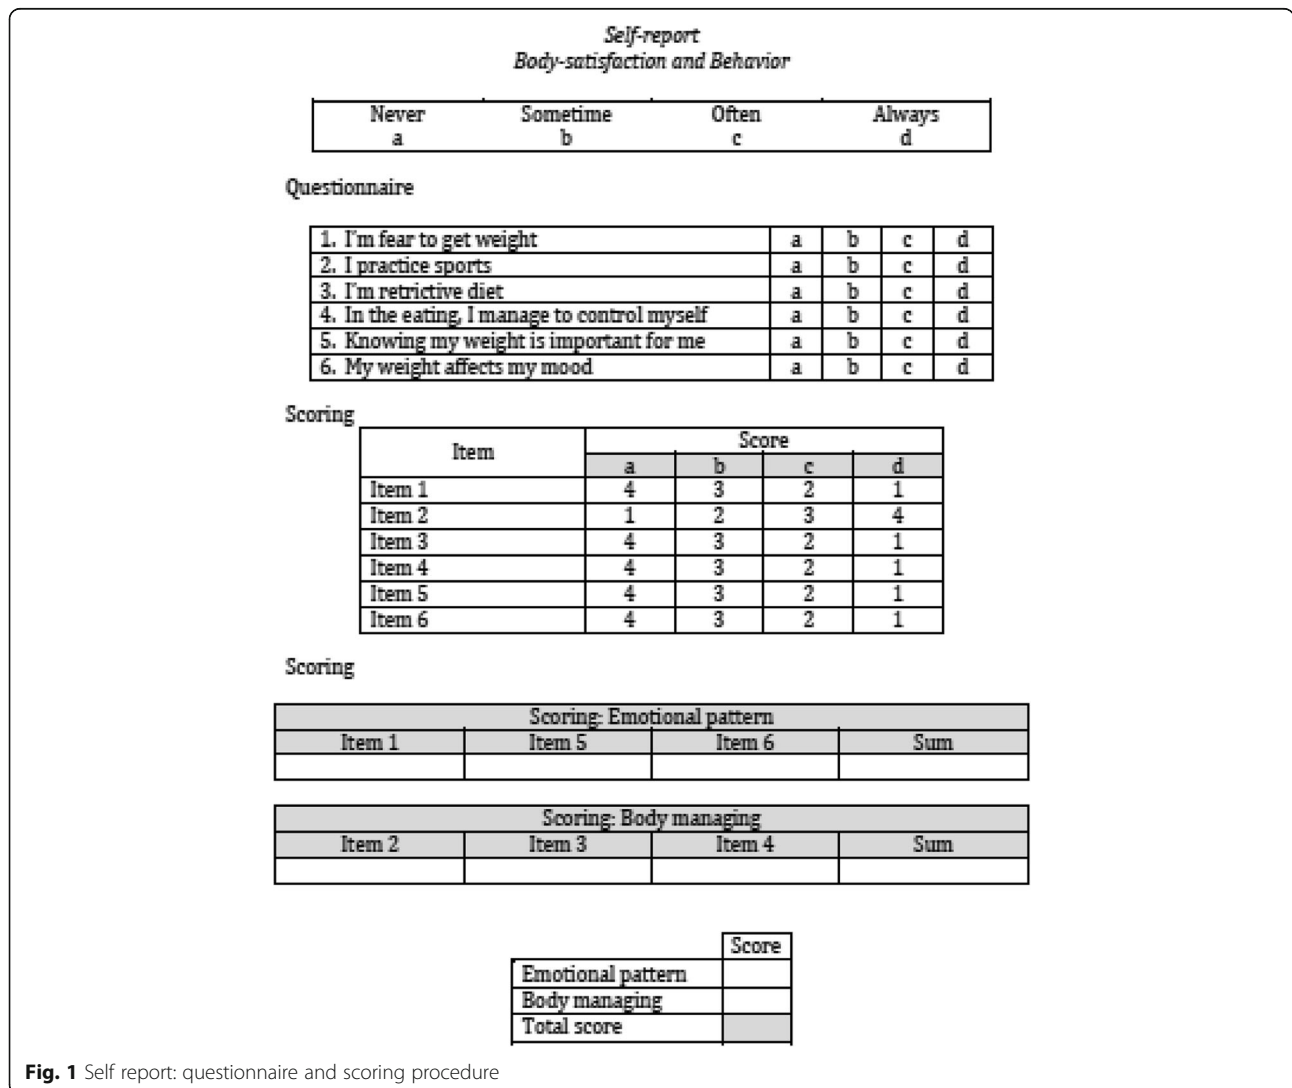 Self-report
Body-satisfaction and Behavior
Never Sometime Often Always
a b c d
Questionnaire
1. I'm fear to get weight a b c d
2. I practice sports a b c d
3. I'm retrictive diet a b c d
4. In the eating, I manage to control myself a b c d
5. Knowing my weight is important for me a b c d
6. My weight affects my mood a b c d
Scoring
Item Score
a b c d
Item 1 4 3 2 1
Item 2 1 2 3 4
Item 3 4 3 2 1
Item 4 4 3 2 1
Item 5 4 3 2 1
Item 6 4 3 2 1
Scoring
Scoring: Emotional pattern
Item 1 Item 5 Item 6 Sum
Scoring: Body managing
Item 2 Item 3 Item 4 Sum
Score
Emotional pattern
Body managing
Total score
Fig. 1 Self report: questionnaire and scoring procedure